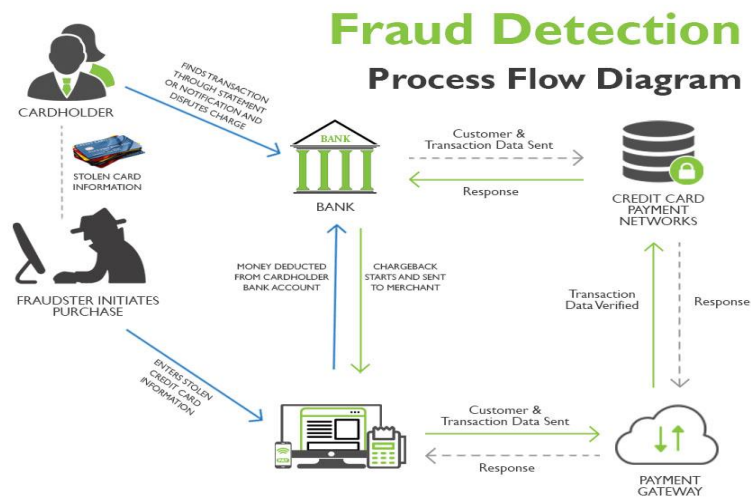 Fraud Detection
Process Flow Diagram
CARDHOLDER
FINDS TRANSACTION
THROUGH STATEMENT
OR NOTIFICATION AND
DISPUTES CHARGE
STOLEN CARD
INFORMATION
BANK
BANK
Customer &
Transaction Data Sent
Response
CREDIT CARD
PAYMENT
NETWORKS
FRAUDSTER INITIATES
PURCHASE
MONEY DEDUCTED
FROM CARDHOLDER
BANK ACCOUNT
CHARGEBACK
STARTS AND SENT
TO MERCHANT
Transaction
Data Verified
Response
ENTERS STOLEN
CREDIT CARD
INFORMATION
Customer &
Transaction Data Sent
Response
PAYMENT
GATEWAY